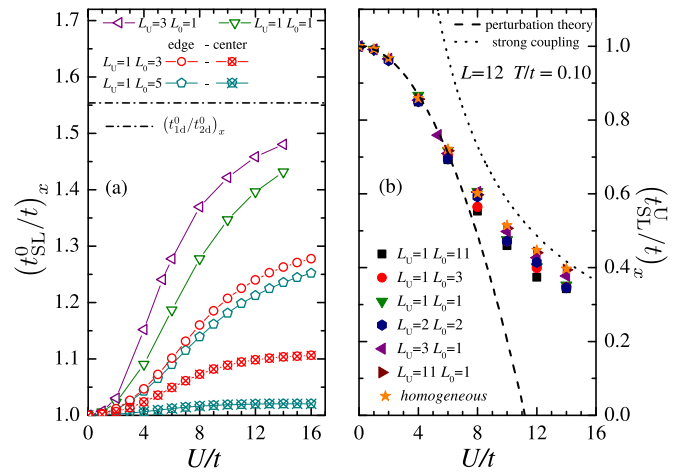 L_U=3 L_0=1 L_U=1 L_0=1
edge - center
L_U=1 L_0=3 -
L_U=1 L_0=5 -
(t^0_1d/t^0_2d)_x
(a)
1.7
1.6
1.5
1.4
1.3
1.2
1.1
1.0
(t^0_SL/t)_x
0 4 8 12 16
U/t
perturbation theory
strong coupling
L=12 T/t = 0.10
(b)
L_U=1 L_0=11
L_U=1 L_0=3
L_U=1 L_0=1
L_U=2 L_0=2
L_U=3 L_0=1
L_U=11 L_0=1
homogeneous
1.0
0.8
0.6
0.4
0.2
0.0
(t^U_SL/t)_x
0 4 8 12 16
U/t